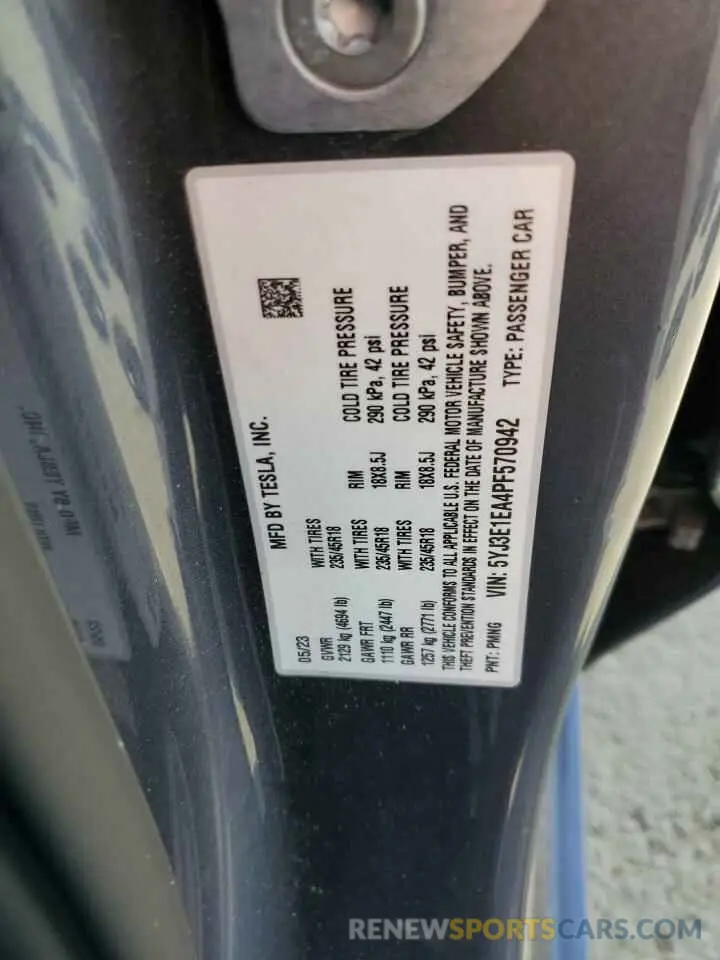 MFD BY TESLA, INC.
05/23
GVWR WITH TIRES RIM COLD TIRE PRESSURE
2129 kg (4694 lb) 235/45R18 18X8.5J 290 kPa, 42 psi
GAWR FRT WITH TIRES RIM COLD TIRE PRESSURE
1110 kg (2447 lb) 235/45R18 18X8.5J 290 kPa, 42 psi
GAWR RR
1257 kg (2771 lb) 235/45R18
THIS VEHICLE CONFORMS TO ALL APPLICABLE U.S. FEDERAL MOTOR VEHICLE SAFETY, BUMPER, AND
THEFT PREVENTION STANDARDS IN EFFECT ON THE DATE OF MANUFACTURE SHOWN ABOVE.
PNT: PMNG VIN: 5YJ3E1EA4PF570942 TYPE: PASSENGER CAR
RENEWSPORTSCARS.COM